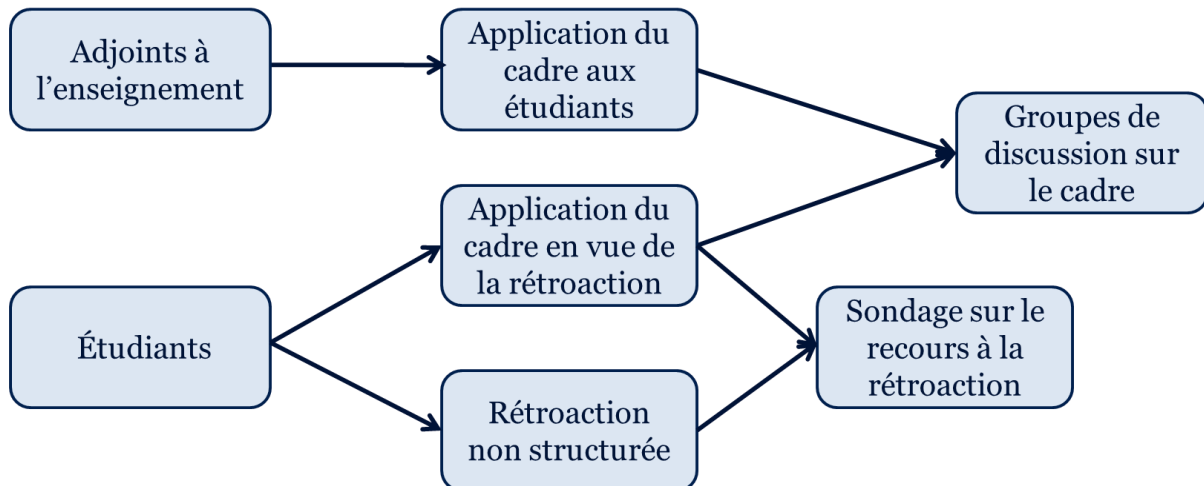 Adjoints à
l’enseignement
Application du
cadre aux
étudiants
Groupes de
discussion sur
le cadre
Application du
cadre en vue de
la rétroaction
Étudiants
Sondage sur le
recours à la
rétroaction
Rétroaction
non structurée